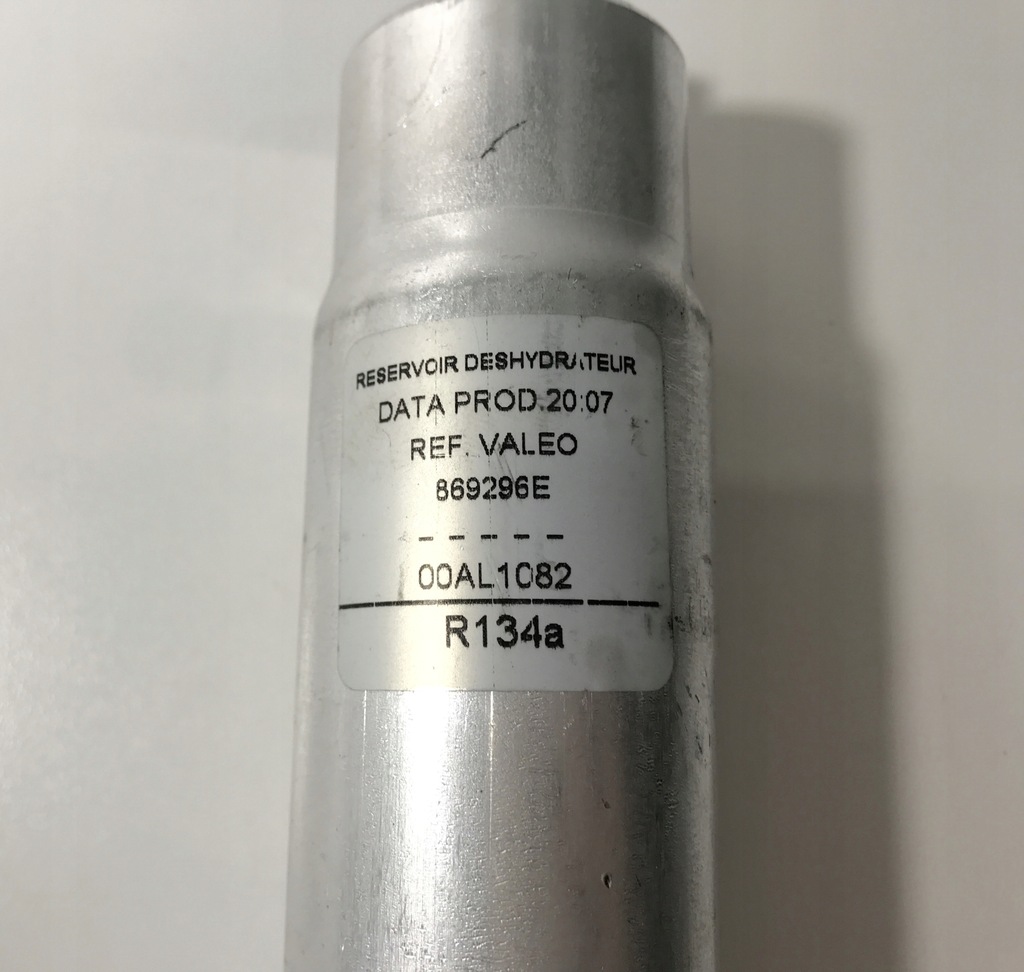 RESERVOIR DESHYDRATEUR
DATA PROD.20:07
REF. VALEO
869296E
- - - - -
00AL1082
R134a